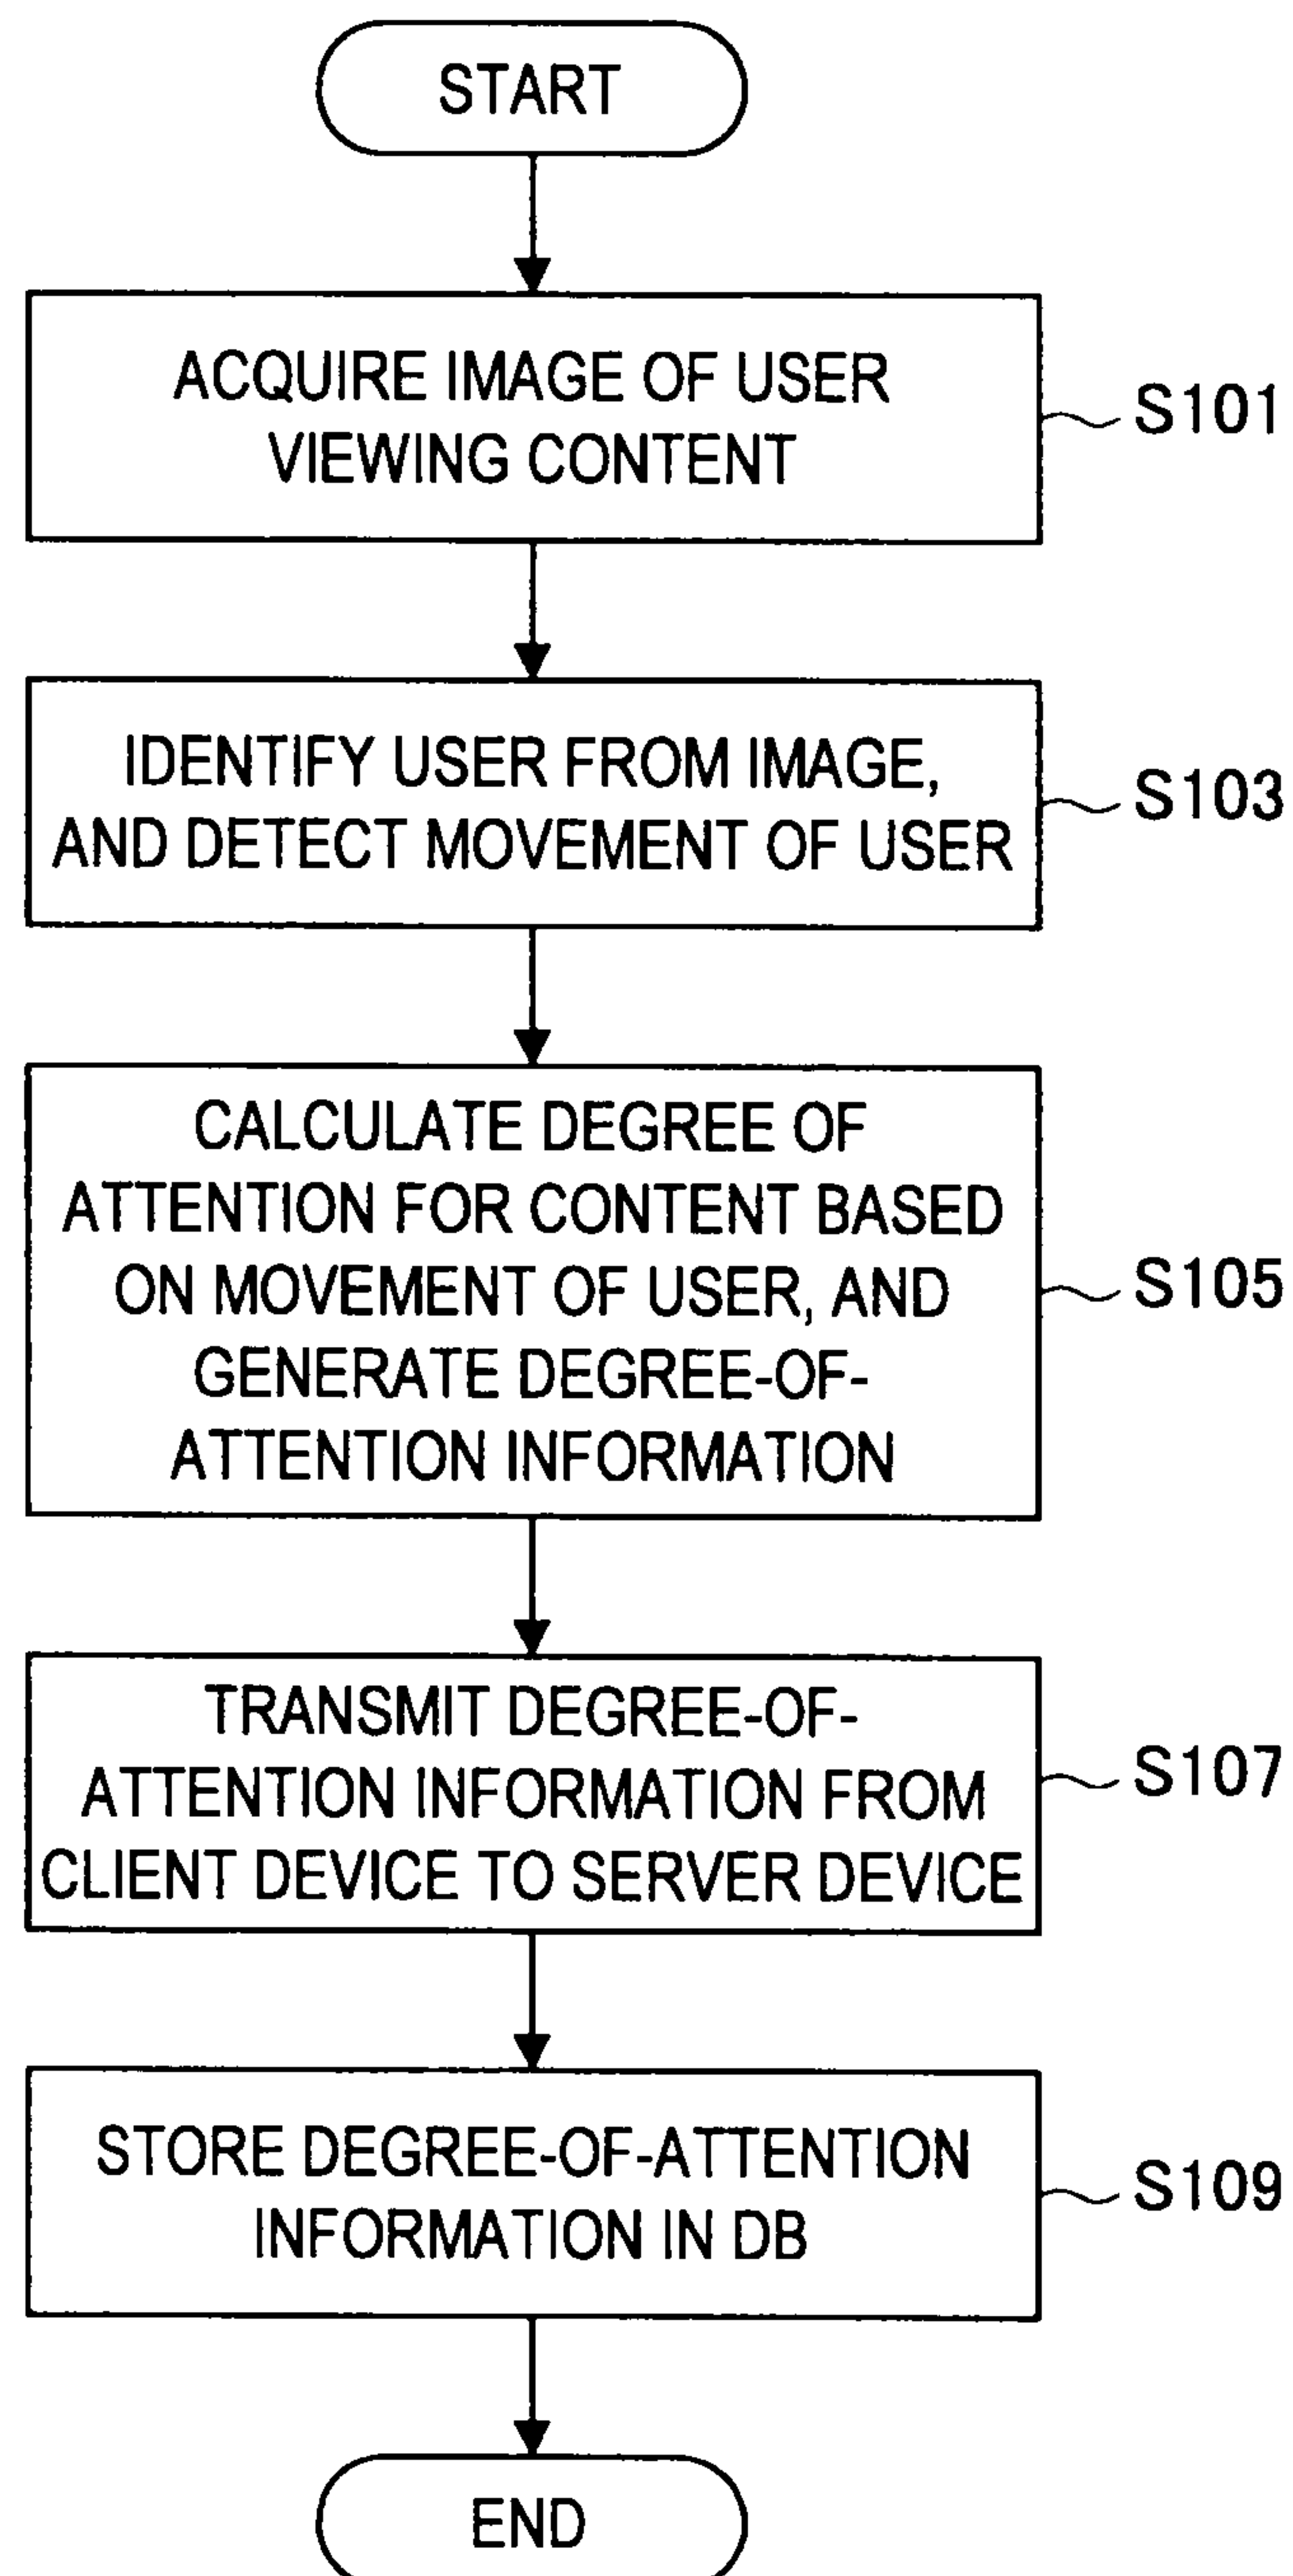 START
ACQUIRE IMAGE OF USER
VIEWING CONTENT
S101
IDENTIFY USER FROM IMAGE,
AND DETECT MOVEMENT OF USER
S103
CALCULATE DEGREE OF
ATTENTION FOR CONTENT BASED
ON MOVEMENT OF USER, AND
GENERATE DEGREE-OF-
ATTENTION INFORMATION
S105
TRANSMIT DEGREE-OF-
ATTENTION INFORMATION FROM
CLIENT DEVICE TO SERVER DEVICE
S107
STORE DEGREE-OF-ATTENTION
INFORMATION IN DB
S109
END